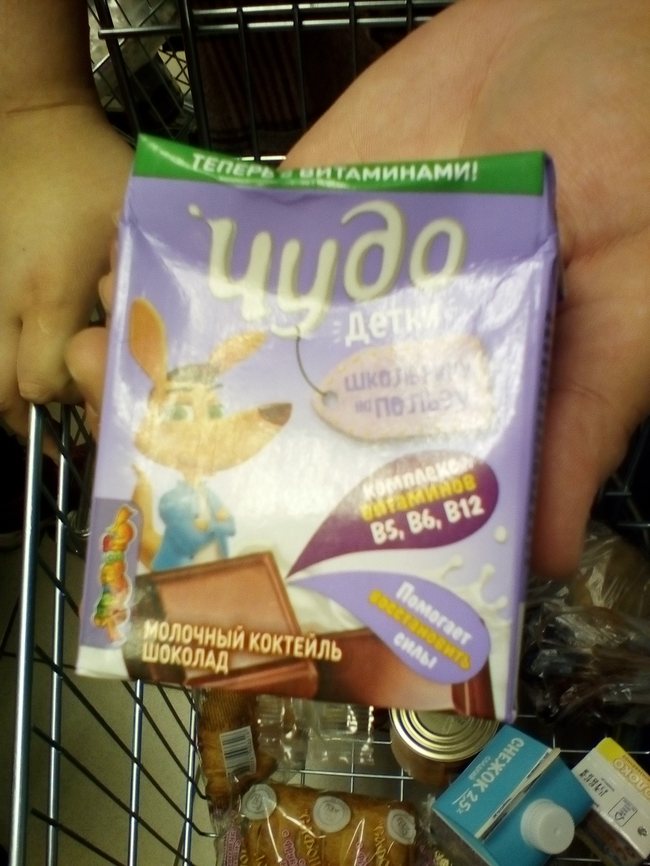 ТЕПЕРЬ с ВИТАМИНАМИ!
Чудо
Детки
ШКОЛЬНИКУ
на ПОЛЬЗУ
КОМПЛЕКС
ВИТАМИНОВ
B5, B6, B12
Помогает
восстановить
силы!
МОЛОЧНЫЙ КОКТЕЙЛЬ
ШОКОЛАД
СНЕЖОК 2,5%
МОЛОКО